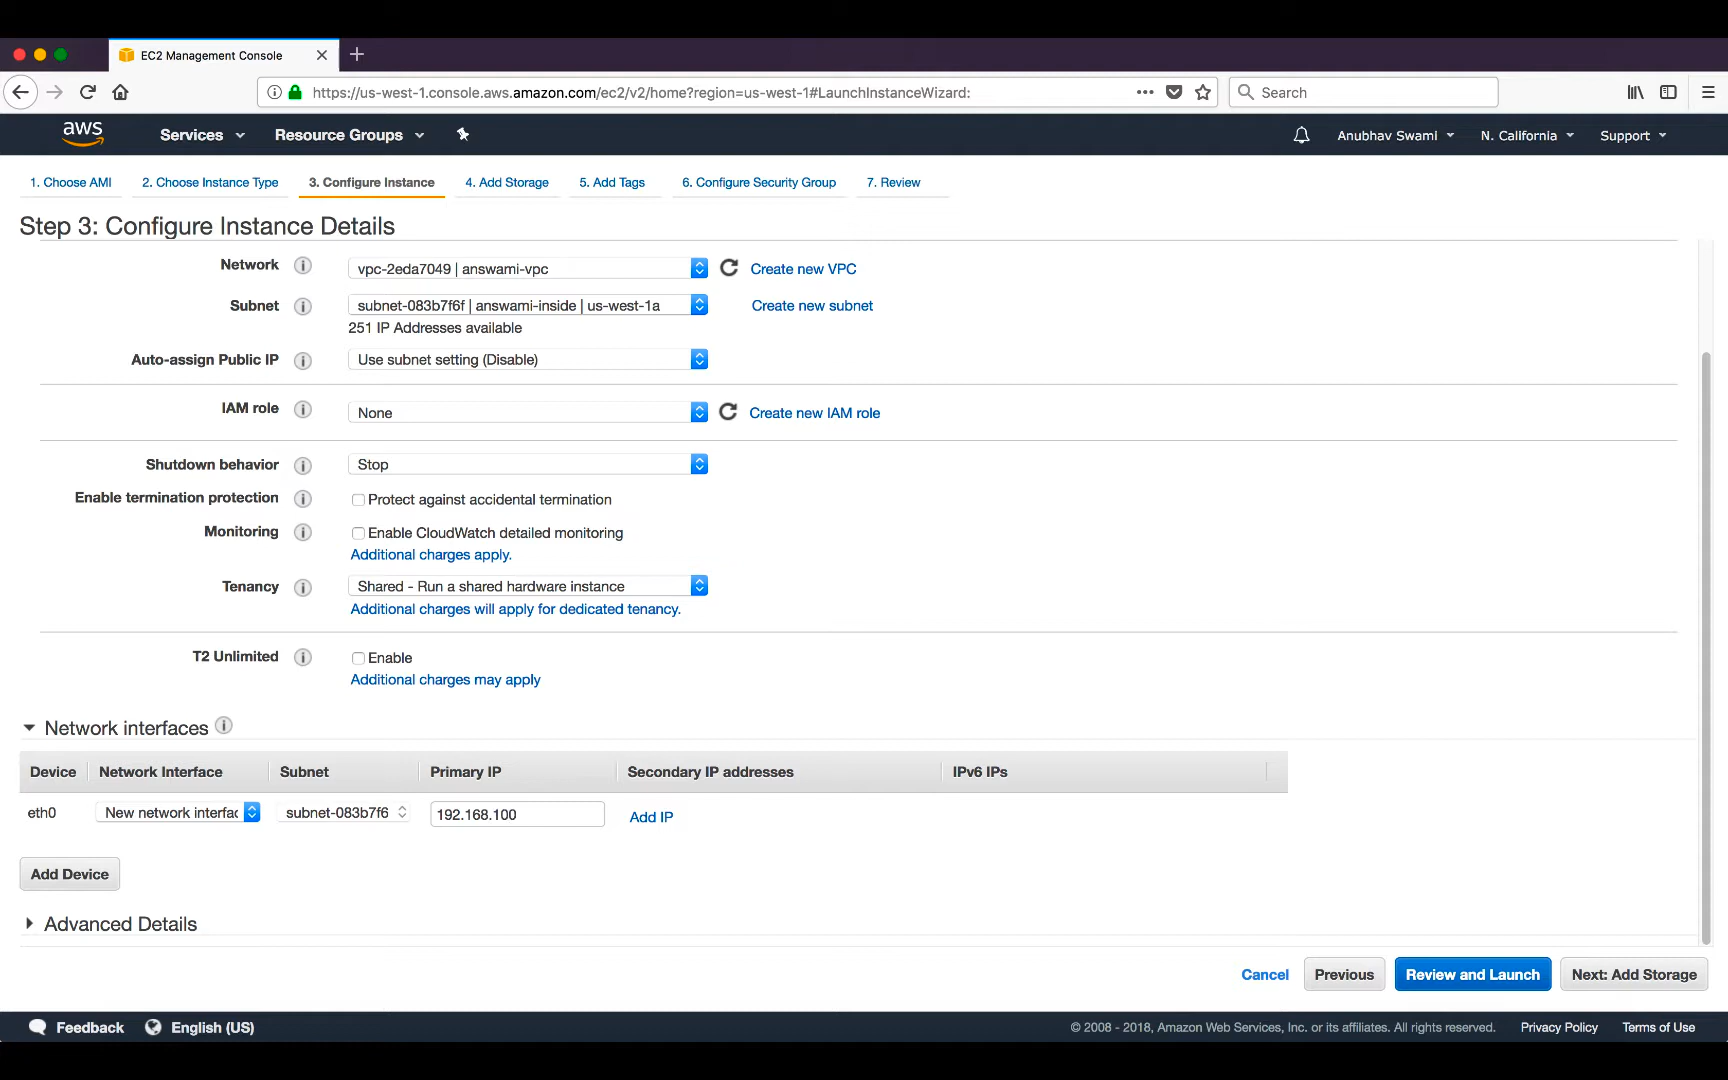 EC2 Management Console
https://us-west-1.console.aws.amazon.com/ec2/v2/home?region=us-west-1#LaunchInstanceWizard:
Search
aws
Services
Resource Groups
Anubhav Swami
N. California
Support
1. Choose AMI
2. Choose Instance Type
3. Configure Instance
4. Add Storage
5. Add Tags
6. Configure Security Group
7. Review
Step 3: Configure Instance Details
Network
vpc-2eda7049 | answami-vpc
Create new VPC
Subnet
subnet-083b7f6f | answami-inside | us-west-1a
Create new subnet
251 IP Addresses available
Auto-assign Public IP
Use subnet setting (Disable)
IAM role
None
Create new IAM role
Shutdown behavior
Stop
Enable termination protection
Protect against accidental termination
Monitoring
Enable CloudWatch detailed monitoring
Additional charges apply.
Tenancy
Shared - Run a shared hardware instance
Additional charges will apply for dedicated tenancy.
T2 Unlimited
Enable
Additional charges may apply
Network interfaces
Device
Network Interface
Subnet
Primary IP
Secondary IP addresses
IPv6 IPs
eth0
New network interfac
subnet-083b7f6
192.168.100
Add IP
Add Device
Advanced Details
Cancel
Previous
Review and Launch
Next: Add Storage
Feedback
English (US)
© 2008 - 2018, Amazon Web Services, Inc. or its affiliates. All rights reserved.
Privacy Policy
Terms of Use